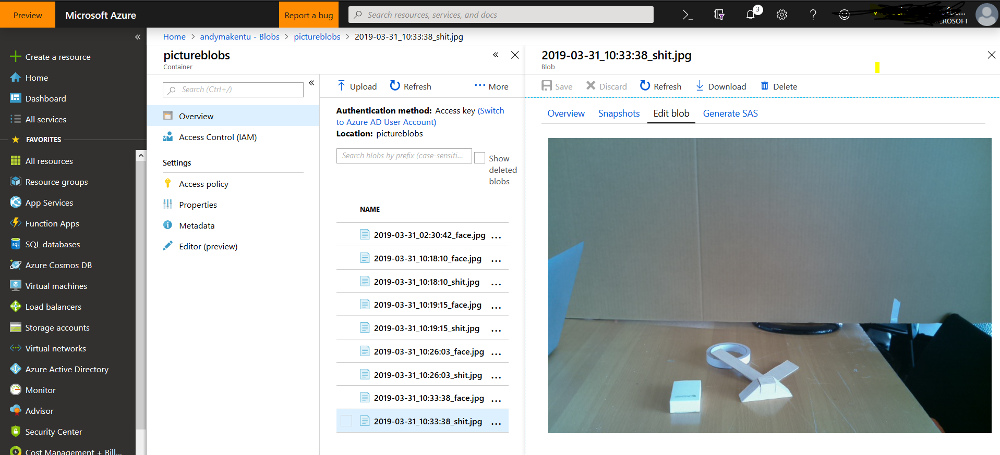 Preview
Microsoft Azure
Report a bug
Search resources, services, and docs
3
Home > andymakentu - Blobs > pictureblobs > 2019-03-31_10:33:38_shit.jpg
Create a resource
Home
Dashboard
All services
FAVORITES
All resources
Resource groups
App Services
Function Apps
SQL databases
Azure Cosmos DB
Virtual machines
Load balancers
Storage accounts
Virtual networks
Azure Active Directory
Monitor
Advisor
Security Center
Cost Management + Bill...
pictureblobs
Container
Search (Ctrl+/)
Overview
Access Control (IAM)
Settings
Access policy
Properties
Metadata
Editor (preview)
Upload
Refresh
More
Authentication method: Access key (Switch
to Azure AD User Account)
Location: pictureblobs
Search blobs by prefix (case-sensiti...
Show
deleted
blobs
NAME
2019-03-31_02:30:42_face.jpg
2019-03-31_10:18:10_face.jpg
2019-03-31_10:18:10_shit.jpg
2019-03-31_10:19:15_face.jpg
2019-03-31_10:19:15_shit.jpg
2019-03-31_10:26:03_face.jpg
2019-03-31_10:26:03_shit.jpg
2019-03-31_10:33:38_face.jpg
2019-03-31_10:33:38_shit.jpg
2019-03-31_10:33:38_shit.jpg
Blob
Save
Discard
Refresh
Download
Delete
Overview
Snapshots
Edit blob
Generate SAS